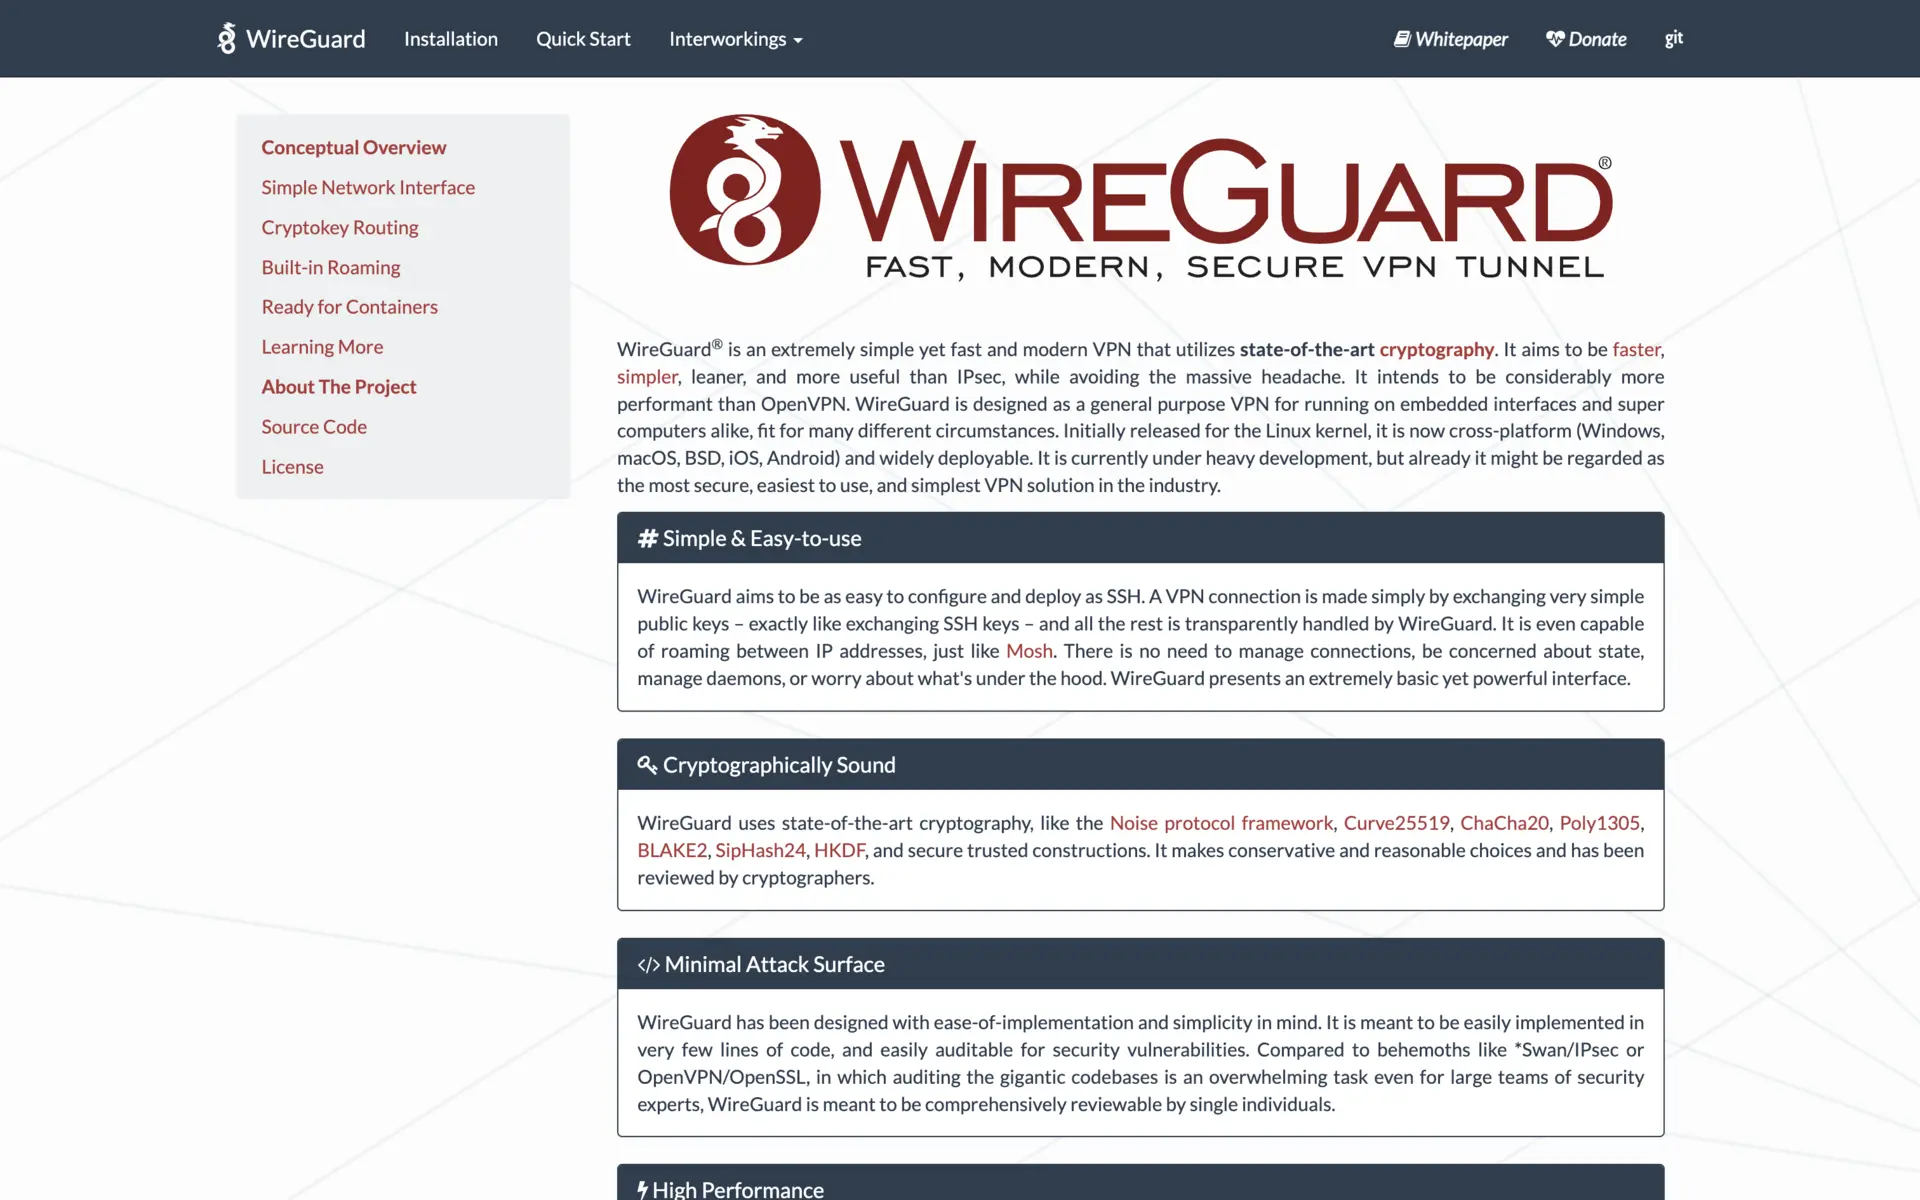 WireGuard Installation Quick Start Interworkings Whitepaper Donate git
Conceptual Overview
Simple Network Interface
Cryptokey Routing
Built-in Roaming
Ready for Containers
Learning More
About The Project
Source Code
License
WIREGUARD®
FAST, MODERN, SECURE VPN TUNNEL
WireGuard® is an extremely simple yet fast and modern VPN that utilizes state-of-the-art cryptography. It aims to be faster,
simpler, leaner, and more useful than IPsec, while avoiding the massive headache. It intends to be considerably more
performant than OpenVPN. WireGuard is designed as a general purpose VPN for running on embedded interfaces and super
computers alike, fit for many different circumstances. Initially released for the Linux kernel, it is now cross-platform (Windows,
macOS, BSD, iOS, Android) and widely deployable. It is currently under heavy development, but already it might be regarded as
the most secure, easiest to use, and simplest VPN solution in the industry.
# Simple & Easy-to-use
WireGuard aims to be as easy to configure and deploy as SSH. A VPN connection is made simply by exchanging very simple
public keys – exactly like exchanging SSH keys – and all the rest is transparently handled by WireGuard. It is even capable
of roaming between IP addresses, just like Mosh. There is no need to manage connections, be concerned about state,
manage daemons, or worry about what's under the hood. WireGuard presents an extremely basic yet powerful interface.
Cryptographically Sound
WireGuard uses state-of-the-art cryptography, like the Noise protocol framework, Curve25519, ChaCha20, Poly1305,
BLAKE2, SipHash24, HKDF, and secure trusted constructions. It makes conservative and reasonable choices and has been
reviewed by cryptographers.
</> Minimal Attack Surface
WireGuard has been designed with ease-of-implementation and simplicity in mind. It is meant to be easily implemented in
very few lines of code, and easily auditable for security vulnerabilities. Compared to behemoths like *Swan/IPsec or
OpenVPN/OpenSSL, in which auditing the gigantic codebases is an overwhelming task even for large teams of security
experts, WireGuard is meant to be comprehensively reviewable by single individuals.
High Performance